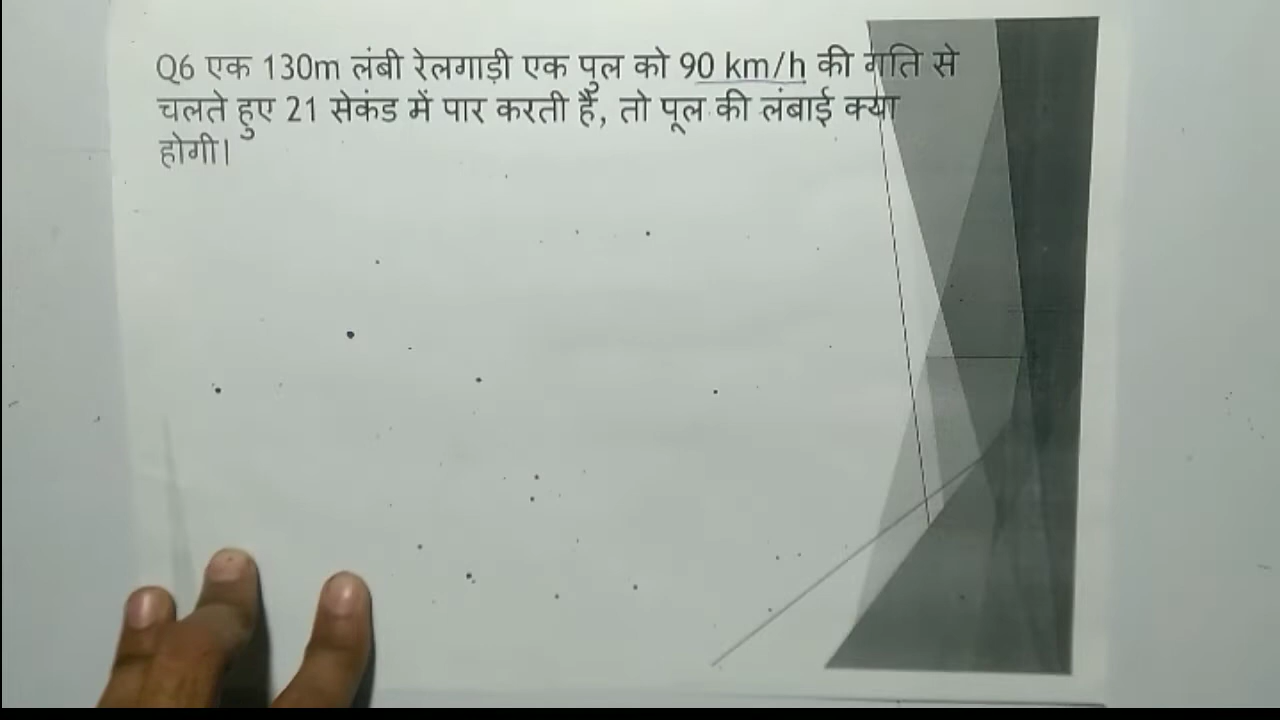 Q6 एक 130m लंबी रेलगाड़ी एक पुल को 90 km/h की गति से
चलते हुए 21 सेकंड में पार करती है, तो पूल की लंबाई क्या
होगी।